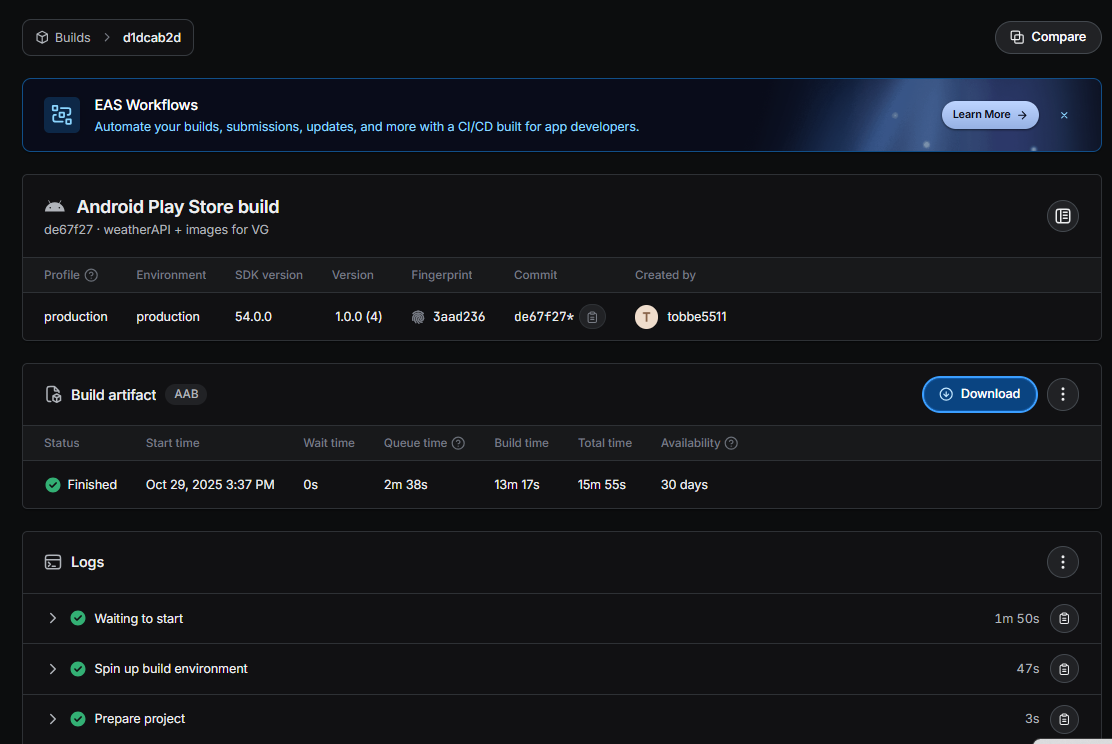 Builds > d1dcab2d
Compare
EAS Workflows
Automate your builds, submissions, updates, and more with a CI/CD built for app developers.
Learn More →
Android Play Store build
de67f27 · weatherAPI + images for VG
Profile Environment SDK version Version Fingerprint Commit Created by
production production 54.0.0 1.0.0 (4) 3aad236 de67f27* T tobbe5511
Build artifact AAB
Download
Status Start time Wait time Queue time Build time Total time Availability
Finished Oct 29, 2025 3:37 PM 0s 2m 38s 13m 17s 15m 55s 30 days
Logs
Waiting to start 1m 50s
Spin up build environment 47s
Prepare project 3s